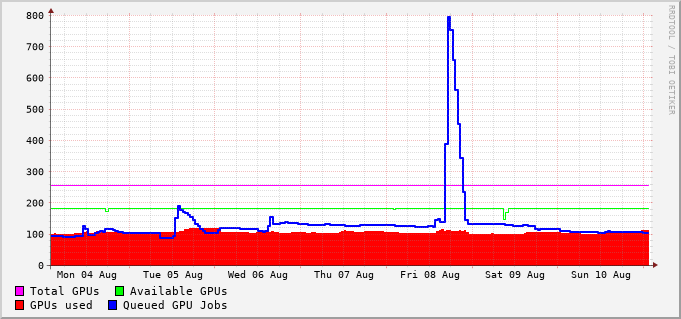 800
700
600
500
400
300
200
100
0
Mon 04 Aug Tue 05 Aug Wed 06 Aug Thu 07 Aug Fri 08 Aug Sat 09 Aug Sun 10 Aug
Total GPUs Available GPUs
GPUs used Queued GPU Jobs
RRDTOOL / TOBI OETIKER